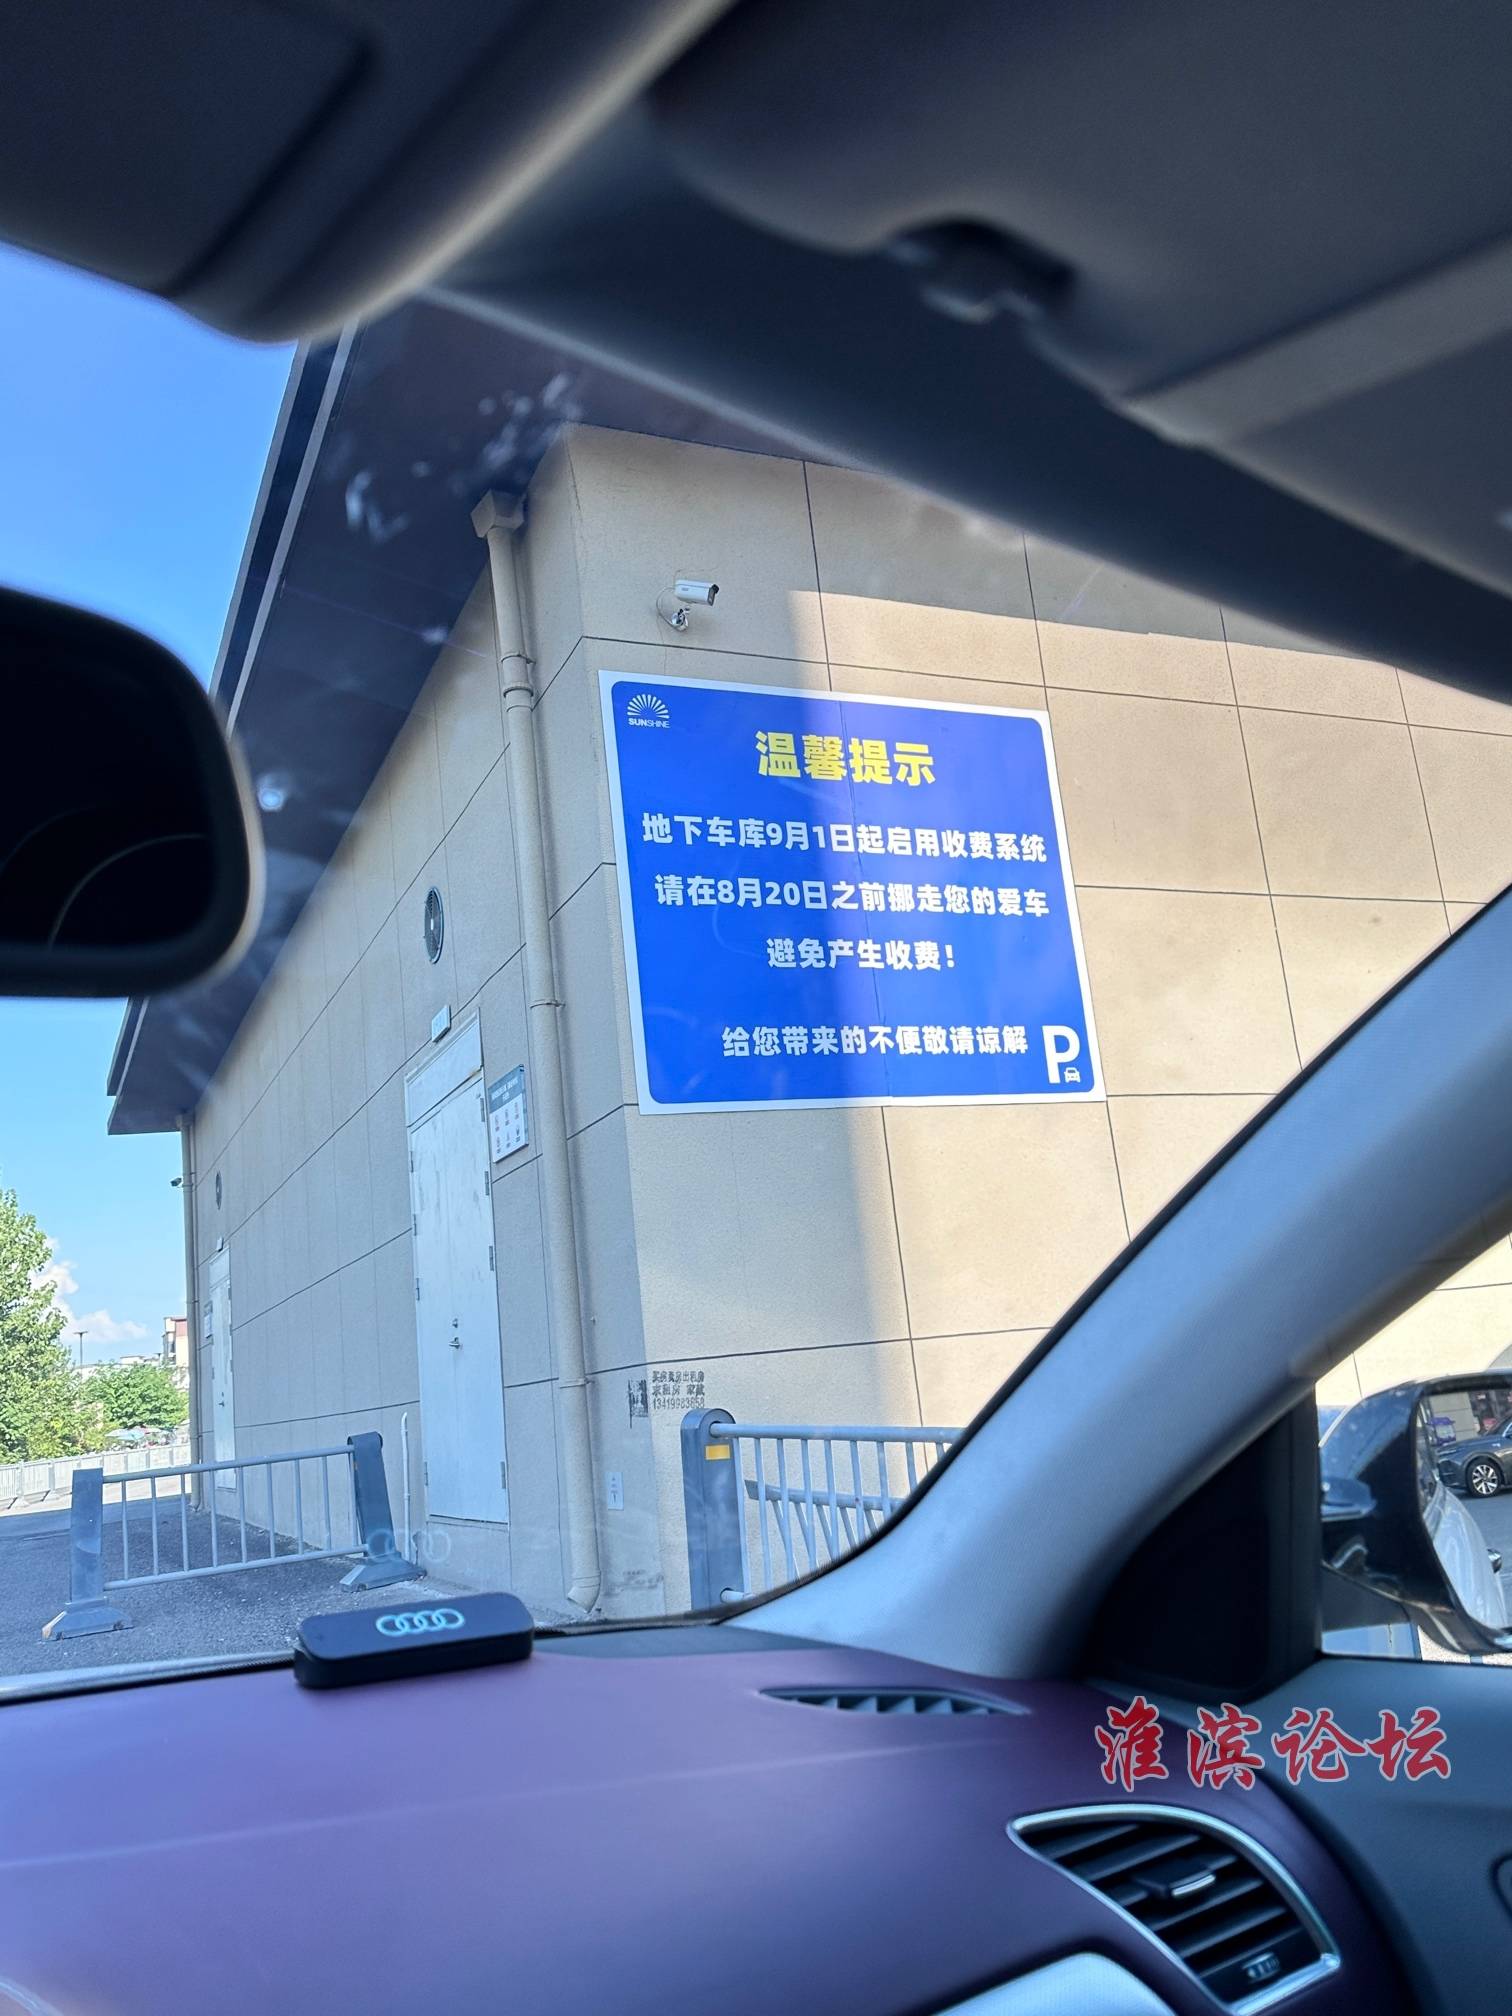 SUNSHINE
温馨提示
地下车库9月1日起启用收费系统
请在8月20日之前挪走您的爱车
避免产生收费！
给您带来的不便敬请谅解
P
淮滨论坛